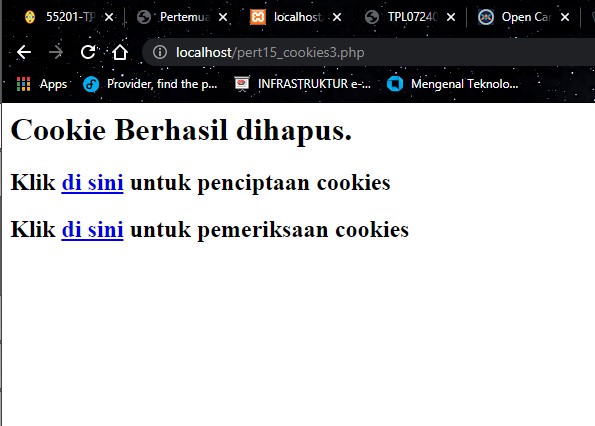 55201-TP
Pertemua
localhost
TPL0724
Open Ca
localhost/pert15_cookies3.php
Apps
Provider, find the p...
INFRASTRUKTUR e-:...
Mengenal Teknolo...
Cookie Berhasil dihapus.
Klik di sini untuk penciptaan cookies
Klik di sini untuk pemeriksaan cookies